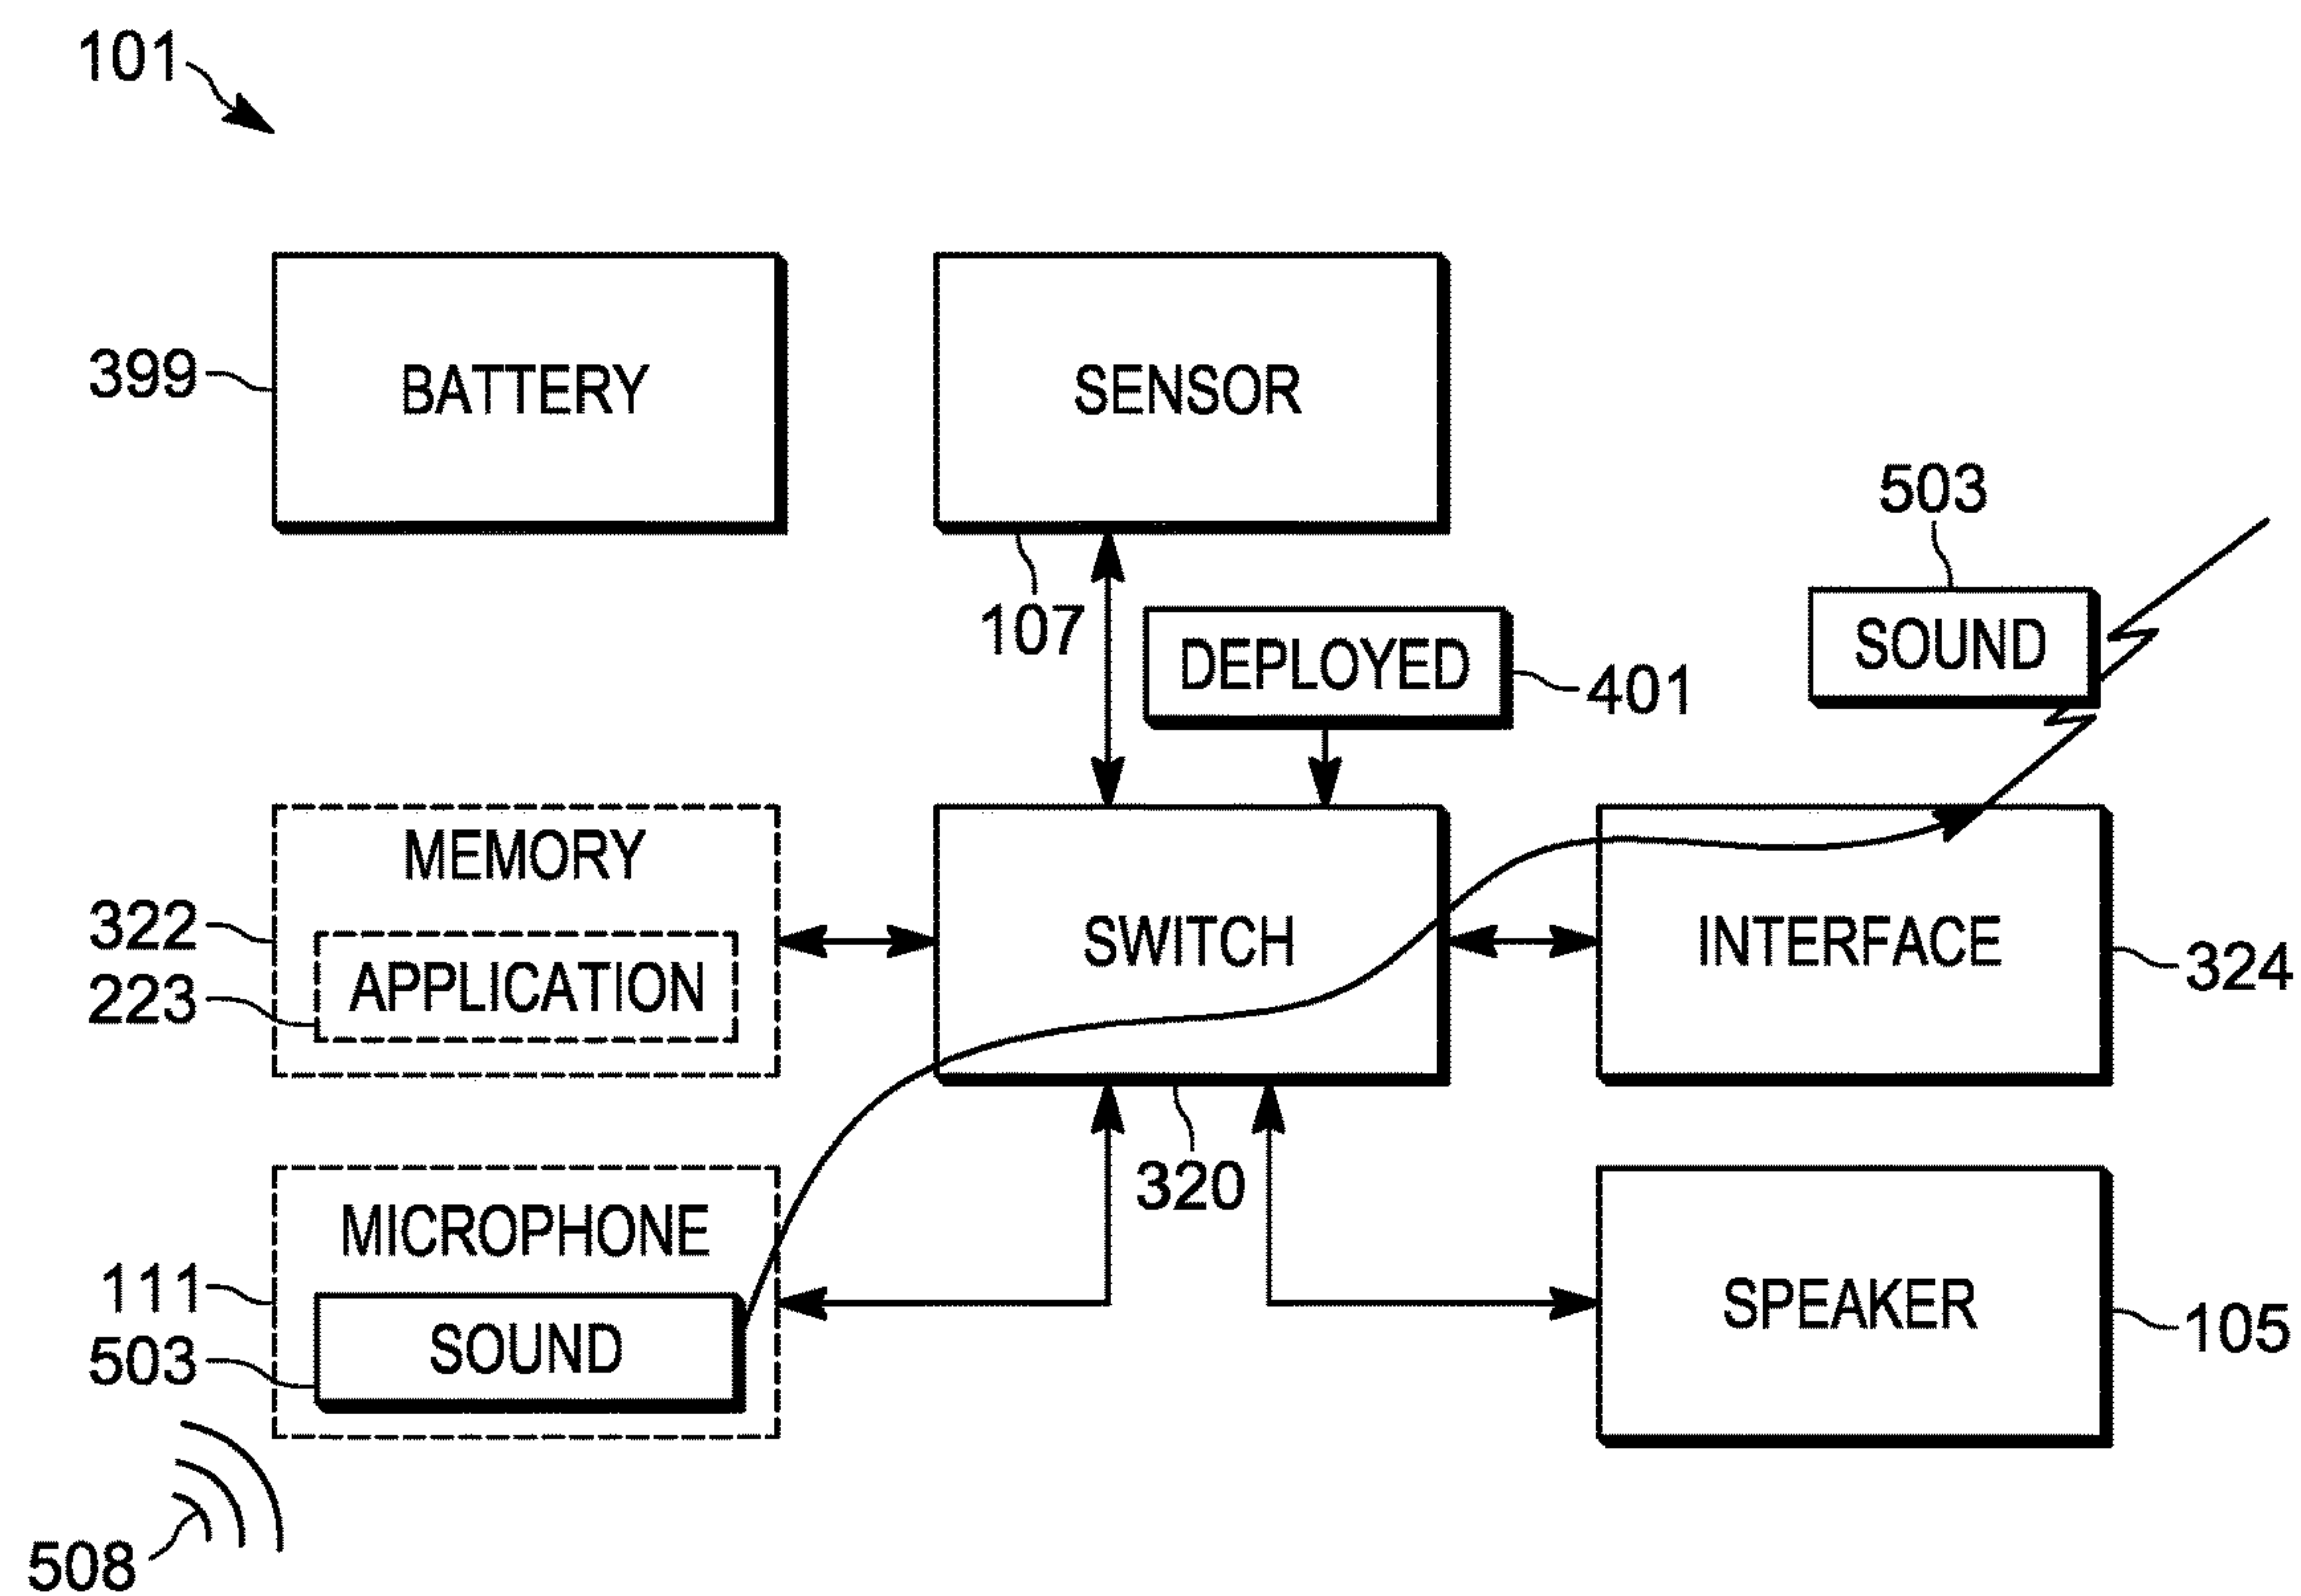 101
399
BATTERY
SENSOR
503
SOUND
107
DEPLOYED
401
MEMORY
322
223
APPLICATION
SWITCH
INTERFACE
324
320
MICROPHONE
111
503
SOUND
SPEAKER
105
508